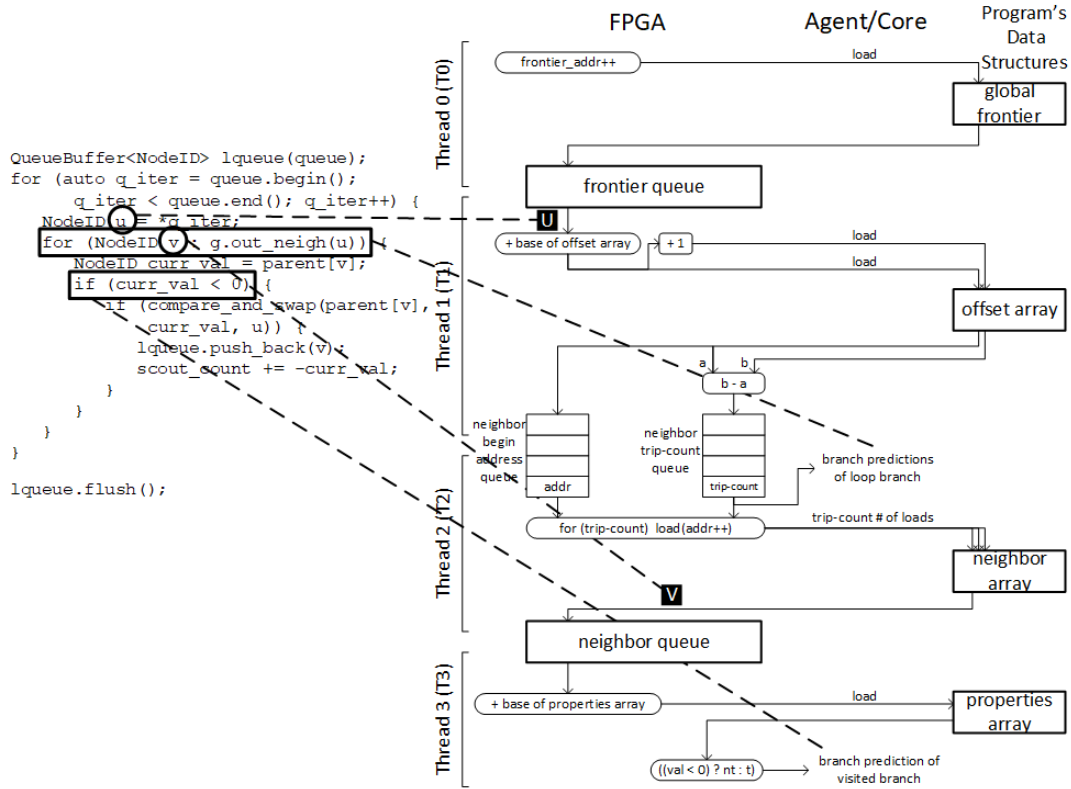 FPGA
Agent/Core
Program's
Data
Structures
Thread 0 (T0)
frontier_addr++
load
global
frontier
frontier queue
QueueBuffer<NodeID> lqueue(queue);
for (auto q_iter = queue.begin();
q_iter < queue.end(); q_iter++) {
NodeID u = *q_iter;
for (NodeID v : g.out_neigh(u)) {
NodeID curr_val = parent[v];
if (curr_val < 0) {
if (compare_and_swap(parent[v],
curr_val, u)) {
lqueue.push_back(v);
scout_count += -curr_val;
}
}
}
}
lqueue.flush();
Thread 1 (T1)
U
+ base of offset array
+ 1
load
load
offset array
a
b
b - a
neighbor
begin
address
queue
addr
neighbor
trip-count
queue
trip-count
branch predictions
of loop branch
Thread 2 (T2)
for (trip-count) load(addr++)
trip-count # of loads
neighbor
array
V
neighbor queue
Thread 3 (T3)
+ base of properties array
load
properties
array
((val < 0) ? nt : t)
branch prediction of
visited branch